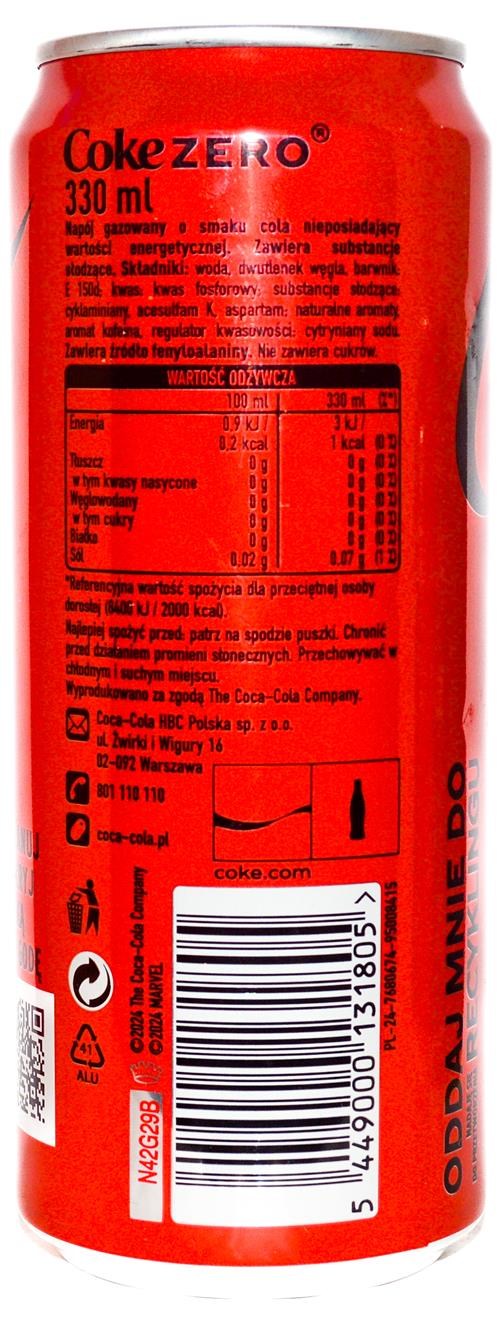 Coke ZERO®
330 ml
Napój gazowany o smaku cola nieposiadający
wartości energetycznej. Zawiera substancje
słodzące. Składniki: woda, dwutlenek węgla, barwnik:
E 150d; kwas: kwas fosforowy; substancje słodzące:
cyklaminiany, acesulfam K, aspartam; naturalne aromaty,
aromat kofeina, regulator kwasowości: cytryniany sodu.
Zawiera źródło fenyloalaniny. Nie zawiera cukrów.
WARTOŚĆ ODŻYWCZA
100 ml 330 ml (%*)
Energia 0,9 kJ / 3 kJ /
0,2 kcal 1 kcal
Tłuszcz 0 g 0 g
w tym kwasy nasycone 0 g 0 g
Węglowodany 0 g 0 g
w tym cukry 0 g 0 g
Białko 0 g 0 g
Sól 0,02 g 0,07 g
*Referencyjna wartość spożycia dla przeciętnej osoby
dorosłej (8400 kJ / 2000 kcal).
Najlepiej spożyć przed: patrz na spodzie puszki. Chronić
przed działaniem promieni słonecznych. Przechowywać w
chłodnym i suchym miejscu.
Wyprodukowano za zgodą The Coca-Cola Company.
Coca-Cola HBC Polska sp. z o.o.
ul. Żwirki i Wigury 16
02-092 Warszawa
801 110 110
coca-cola.pl
coke.com
©2024 The Coca-Cola Company
©2024 MARVEL
41
ALU
N42G29B
5 449000 131805 >
PL-24-7680674-95008415
ODDAJ MNIE DO
RECYKLINGU